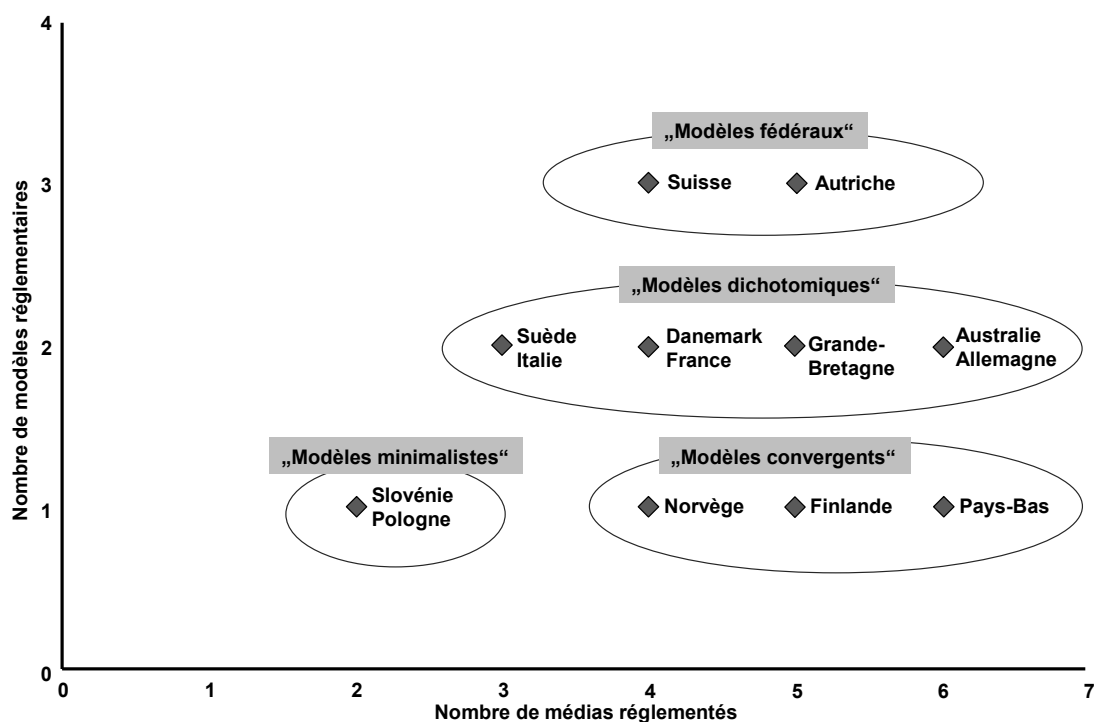 4
„Modèles fédéraux“
3
Suisse
Autriche
„Modèles dichotomiques“
2
Suède
Italie
Danemark
France
Grande-
Bretagne
Australie
Allemagne
„Modèles minimalistes“
„Modèles convergents“
1
Slovénie
Pologne
Norvège
Finlande
Pays-Bas
0
Nombre de modèles réglementaires
0 1 2 3 4 5 6 7
Nombre de médias réglementés